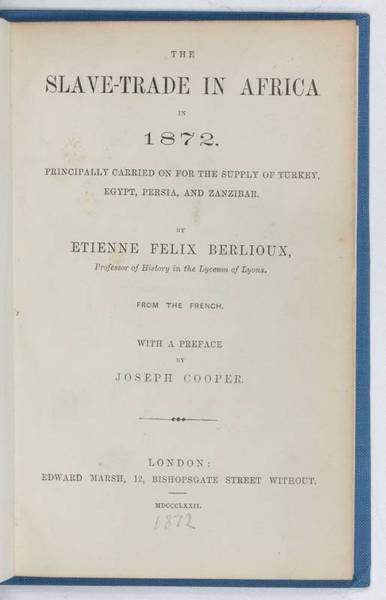 THE
SLAVE-TRADE IN AFRICA
IN
1872.
PRINCIPALLY CARRIED ON FOR THE SUPPLY OF TURKEY,
EGYPT, PERSIA, AND ZANZIBAR.
BY
ETIENNE FELIX BERLIOUX,
Professor of History in the Lyceum of Lyons.
FROM THE FRENCH.
WITH A PREFACE
BY
JOSEPH COOPER.
LONDON:
EDWARD MARSH, 12, BISHOPSGATE STREET WITHOUT.
MDCCCLXXII.
1872